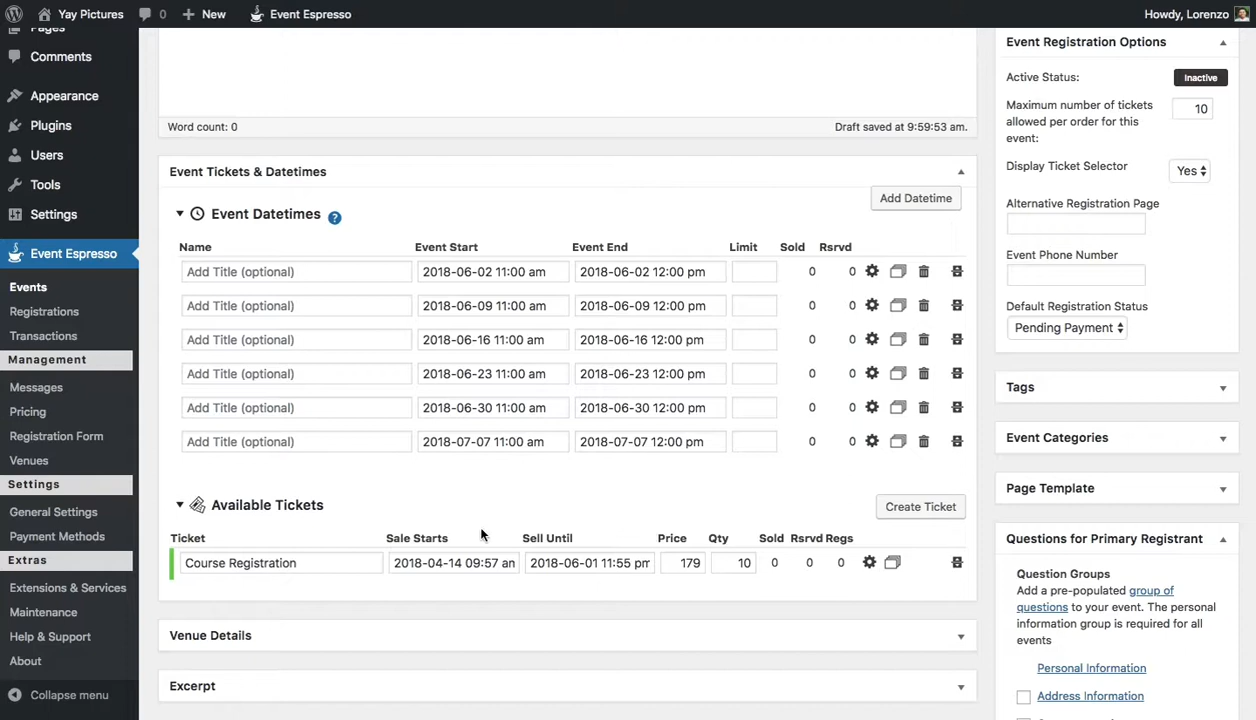 Yay Pictures 0 New Event Espresso Howdy, Lorenzo
Pages
Comments
Appearance
Plugins
Users
Tools
Settings
Event Espresso
Events
Registrations
Transactions
Management
Messages
Pricing
Registration Form
Venues
Settings
General Settings
Payment Methods
Extras
Extensions & Services
Maintenance
Help & Support
About
Collapse menu
Word count: 0 Draft saved at 9:59:53 am.
Event Tickets & Datetimes
Add Datetime
Event Datetimes ?
Name Event Start Event End Limit Sold Rsrvd
Add Title (optional) 2018-06-02 11:00 am 2018-06-02 12:00 pm 0 0
Add Title (optional) 2018-06-09 11:00 am 2018-06-09 12:00 pm 0 0
Add Title (optional) 2018-06-16 11:00 am 2018-06-16 12:00 pm 0 0
Add Title (optional) 2018-06-23 11:00 am 2018-06-23 12:00 pm 0 0
Add Title (optional) 2018-06-30 11:00 am 2018-06-30 12:00 pm 0 0
Add Title (optional) 2018-07-07 11:00 am 2018-07-07 12:00 pm 0 0
Available Tickets Create Ticket
Ticket Sale Starts Sell Until Price Qty Sold Rsrvd Regs
Course Registration 2018-04-14 09:57 an 2018-06-01 11:55 pm 179 10 0 0 0
Venue Details
Excerpt
Event Registration Options
Active Status: Inactive
Maximum number of tickets
allowed per order for this
event:
10
Display Ticket Selector Yes
Alternative Registration Page
Event Phone Number
Default Registration Status
Pending Payment
Tags
Event Categories
Page Template
Questions for Primary Registrant
Question Groups
Add a pre-populated group of
questions to your event. The personal
information group is required for all
events
Personal Information
Address Information